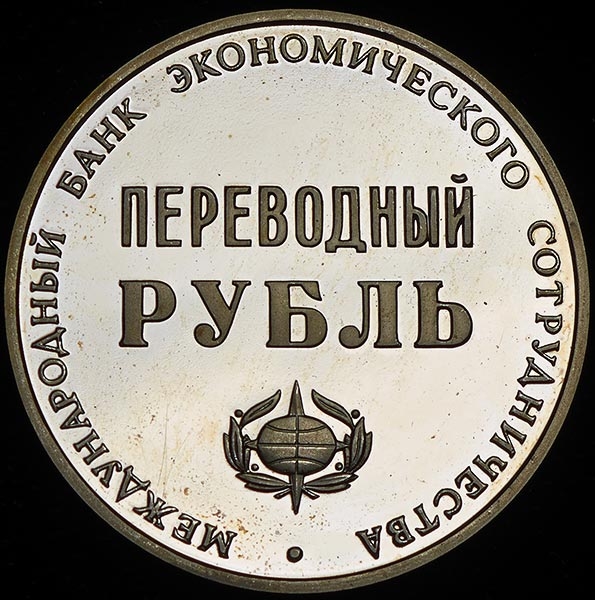 МЕЖДУНАРОДНЫЙ БАНК ЭКОНОМИЧЕСКОГО СОТРУДНИЧЕСТВА
ПЕРЕВОДНЫЙ
РУБЛЬ